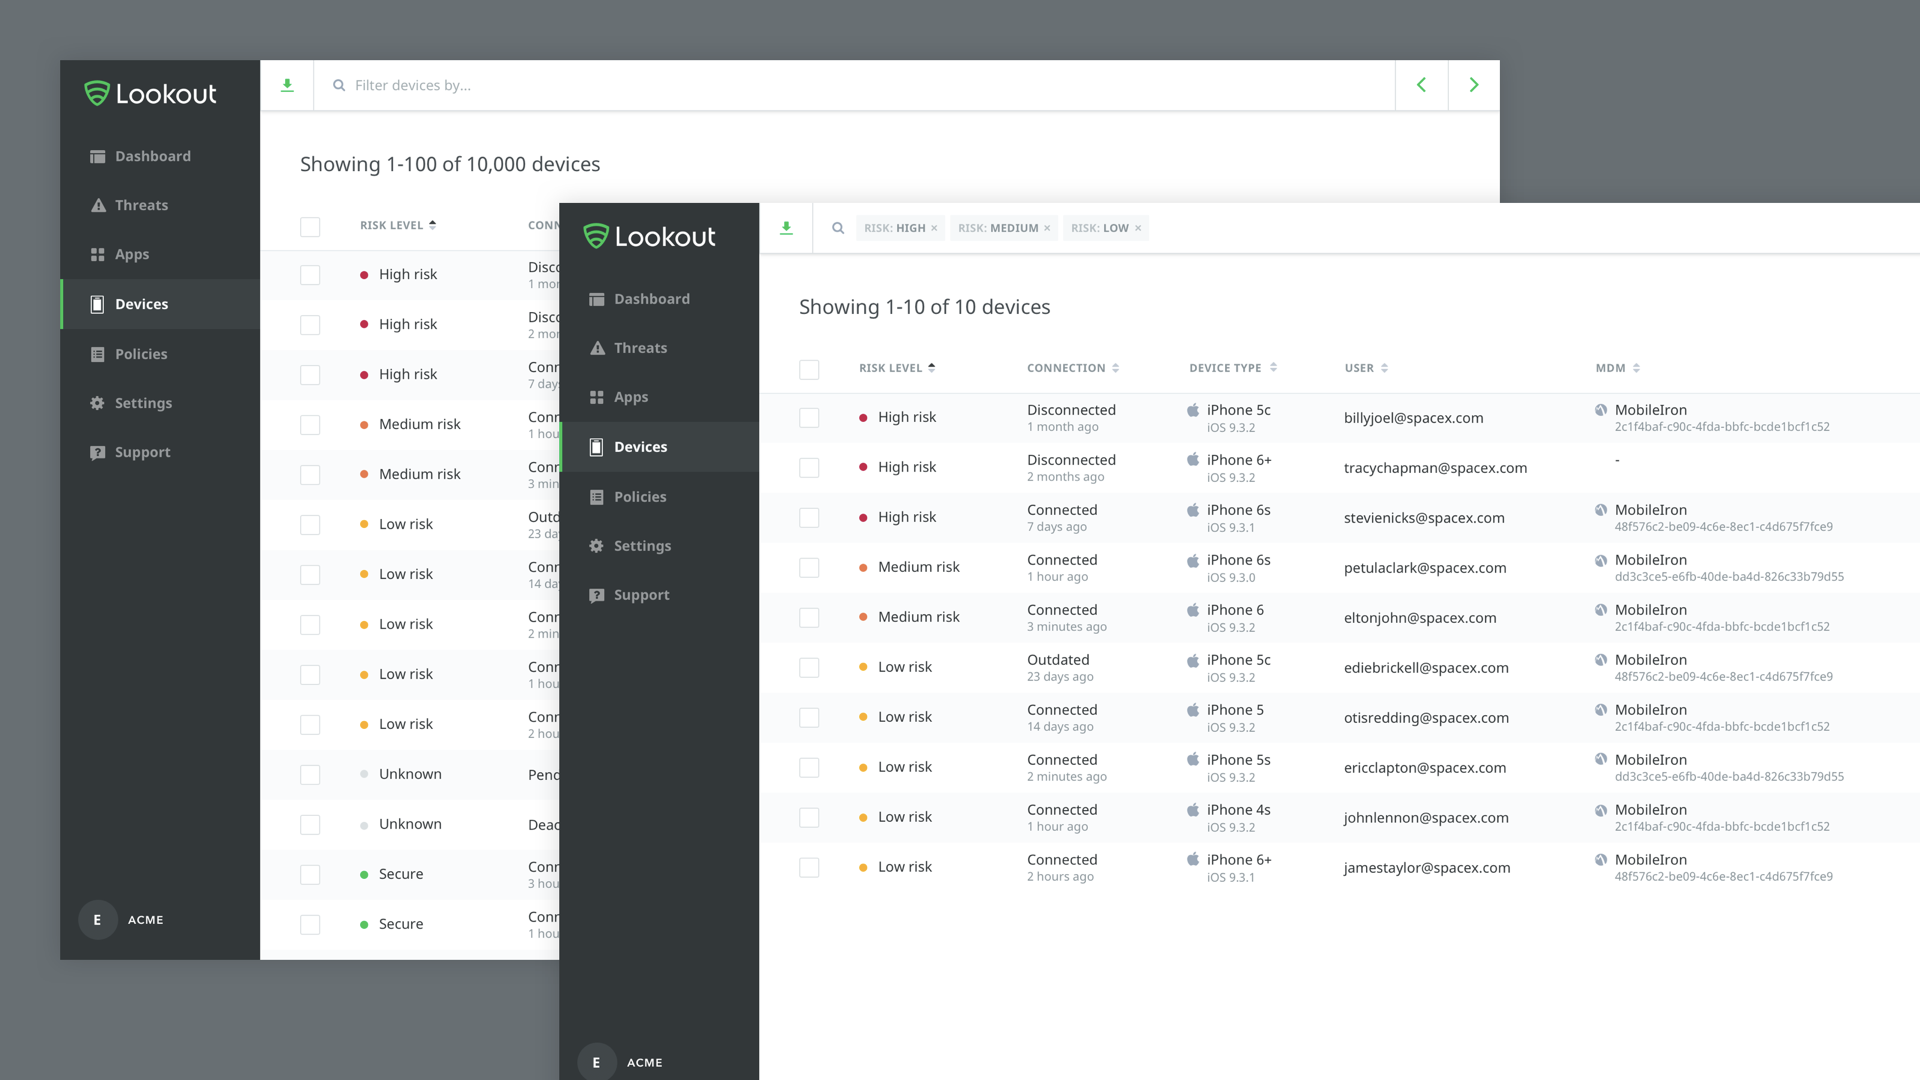 Lookout
Dashboard
Threats
Apps
Devices
Policies
Settings
Support
E ACME
Filter devices by...
Showing 1-100 of 10,000 devices
RISK LEVEL
High risk
High risk
High risk
Medium risk
Medium risk
Low risk
Low risk
Low risk
Low risk
Low risk
Unknown
Unknown
Secure
Secure
CONN
Disco
1 mon
Disco
2 mon
Conn
7 days
Conn
1 hou
Conn
3 min
Outd
23 da
Conn
14 da
Conn
2 min
Conn
1 hou
Conn
2 hou
Pend
Deac
Conn
3 hou
Conn
1 hou
Lookout
Dashboard
Threats
Apps
Devices
Policies
Settings
Support
E ACME
RISK: HIGH × RISK: MEDIUM × RISK: LOW ×
Showing 1-10 of 10 devices
RISK LEVEL CONNECTION DEVICE TYPE USER MDM
High risk Disconnected iPhone 5c billyjoel@spacex.com MobileIron
1 month ago iOS 9.3.2 2c1f4baf-c90c-4fda-bbfc-bcde1bcf1c52
High risk Disconnected iPhone 6+ tracychapman@spacex.com -
2 months ago iOS 9.3.2
High risk Connected iPhone 6s stevienicks@spacex.com MobileIron
7 days ago iOS 9.3.1 48f576c2-be09-4c6e-8ec1-c4d675f7fce9
Medium risk Connected iPhone 6s petulaclark@spacex.com MobileIron
1 hour ago iOS 9.3.0 dd3c3ce5-e6fb-40de-ba4d-826c33b79d55
Medium risk Connected iPhone 6 eltonjohn@spacex.com MobileIron
3 minutes ago iOS 9.3.2 2c1f4baf-c90c-4fda-bbfc-bcde1bcf1c52
Low risk Outdated iPhone 5c ediebrickell@spacex.com MobileIron
23 days ago iOS 9.3.2 48f576c2-be09-4c6e-8ec1-c4d675f7fce9
Low risk Connected iPhone 5 otisredding@spacex.com MobileIron
14 days ago iOS 9.3.2 2c1f4baf-c90c-4fda-bbfc-bcde1bcf1c52
Low risk Connected iPhone 5s ericclapton@spacex.com MobileIron
2 minutes ago iOS 9.3.2 dd3c3ce5-e6fb-40de-ba4d-826c33b79d55
Low risk Connected iPhone 4s johnlennon@spacex.com MobileIron
1 hour ago iOS 9.3.2 2c1f4baf-c90c-4fda-bbfc-bcde1bcf1c52
Low risk Connected iPhone 6+ jamestaylor@spacex.com MobileIron
2 hours ago iOS 9.3.1 48f576c2-be09-4c6e-8ec1-c4d675f7fce9